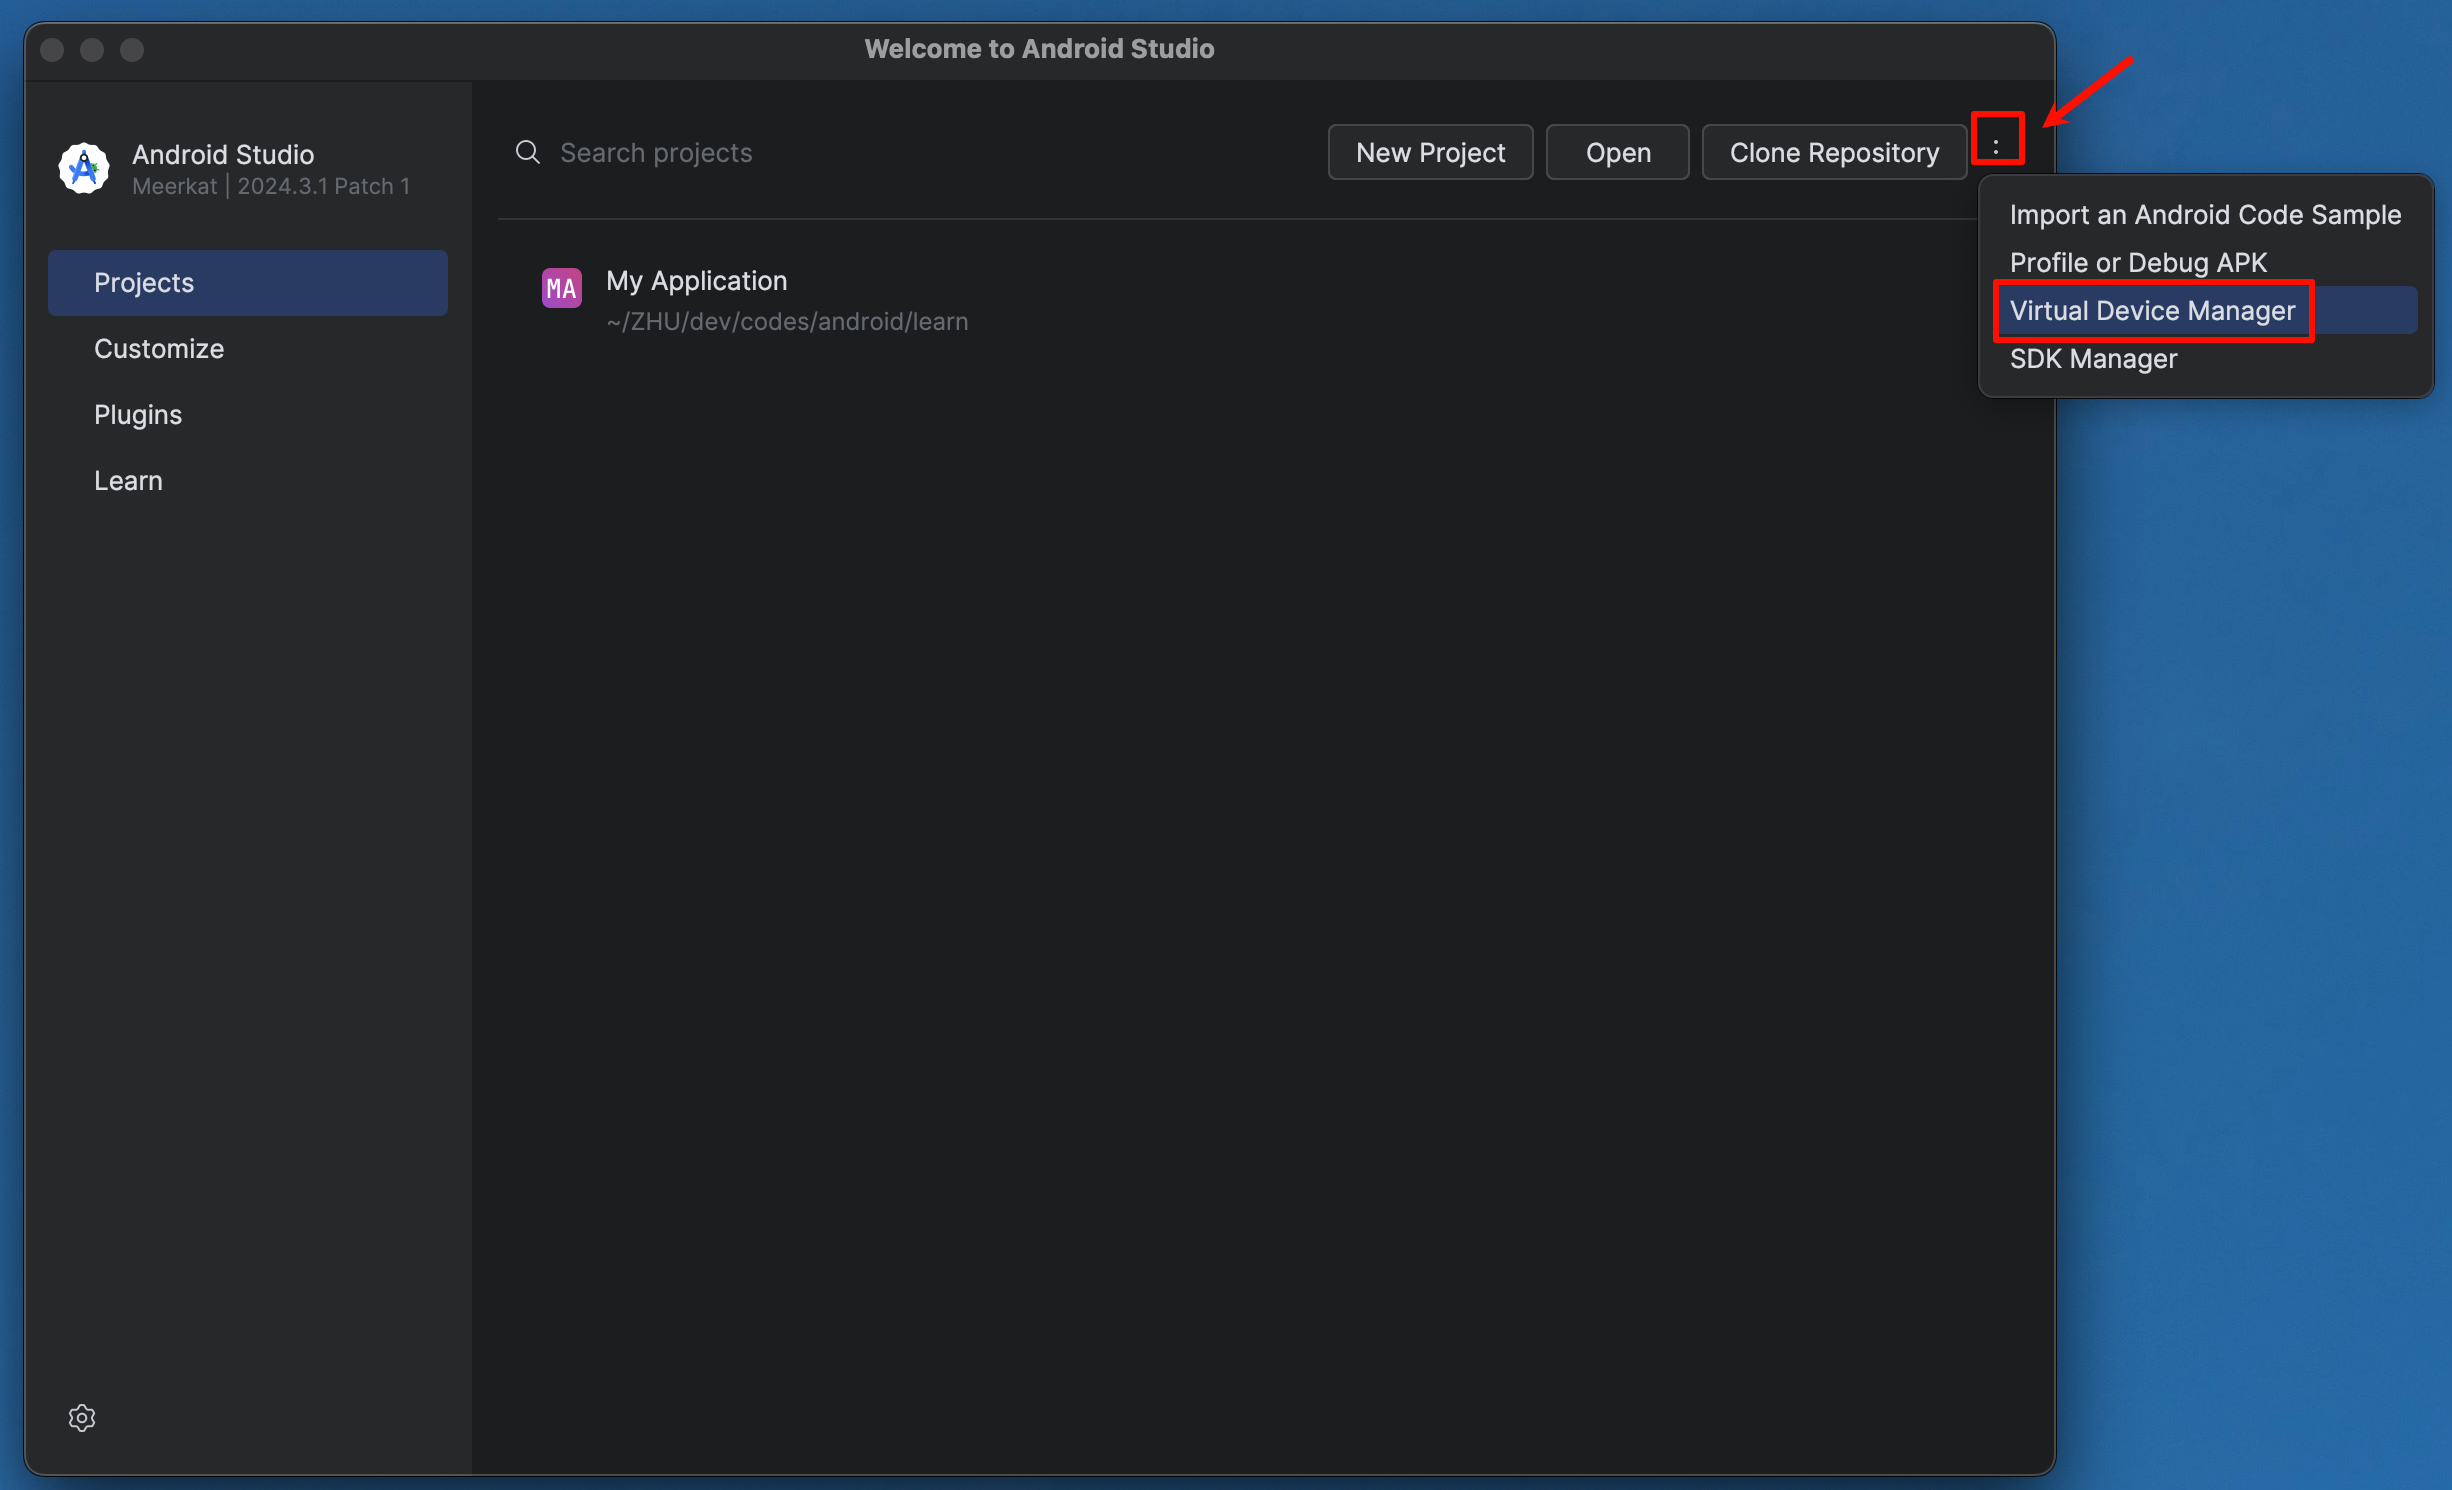 Welcome to Android Studio
Android Studio
Meerkat | 2024.3.1 Patch 1
Search projects
New Project
Open
Clone Repository
Import an Android Code Sample
Profile or Debug APK
Virtual Device Manager
SDK Manager
Projects
Customize
Plugins
Learn
MA
My Application
~/ZHU/dev/codes/android/learn